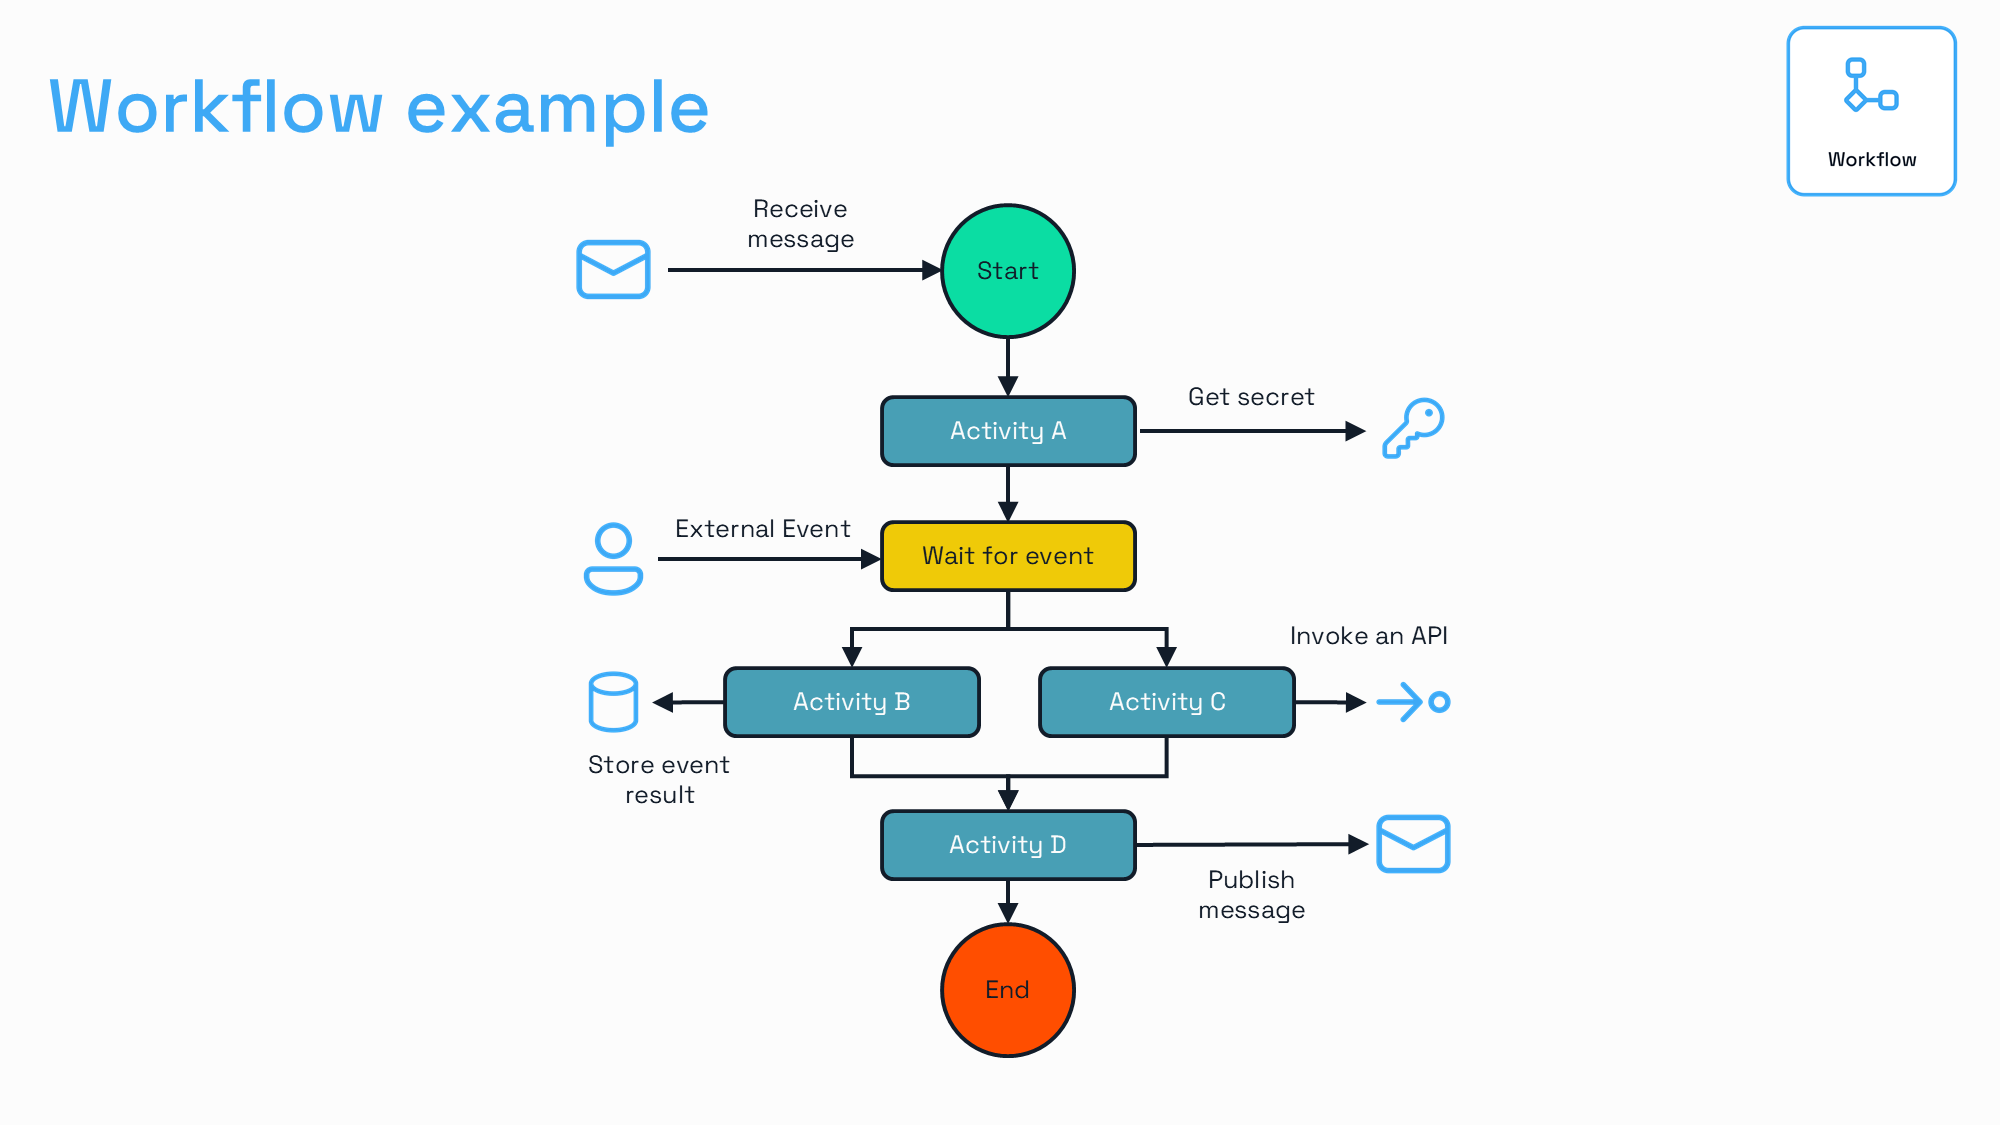 Workflow example
Workflow
Receive
message
Start
Activity A
Get secret
External Event
Wait for event
Invoke an API
Activity B
Activity C
Store event
result
Activity D
Publish
message
End